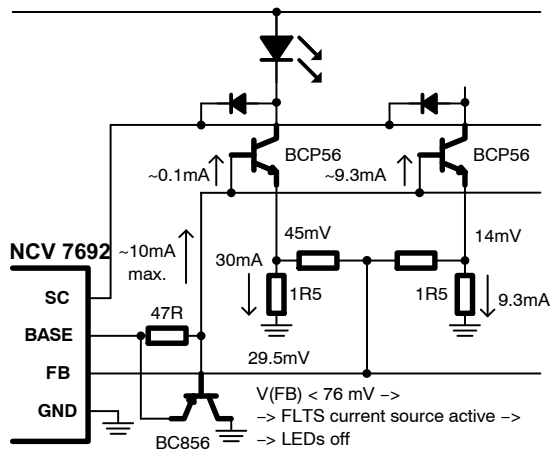 BCP56
BCP56
~0.1mA
~9.3mA
NCV 7692
~10mA
max.
45mV
14mV
30mA
1R5
1R5
9.3mA
SC
47R
BASE
29.5mV
FB
V(FB) < 76 mV −>
−> FLTS current source active −>
−> LEDs off
GND
BC856